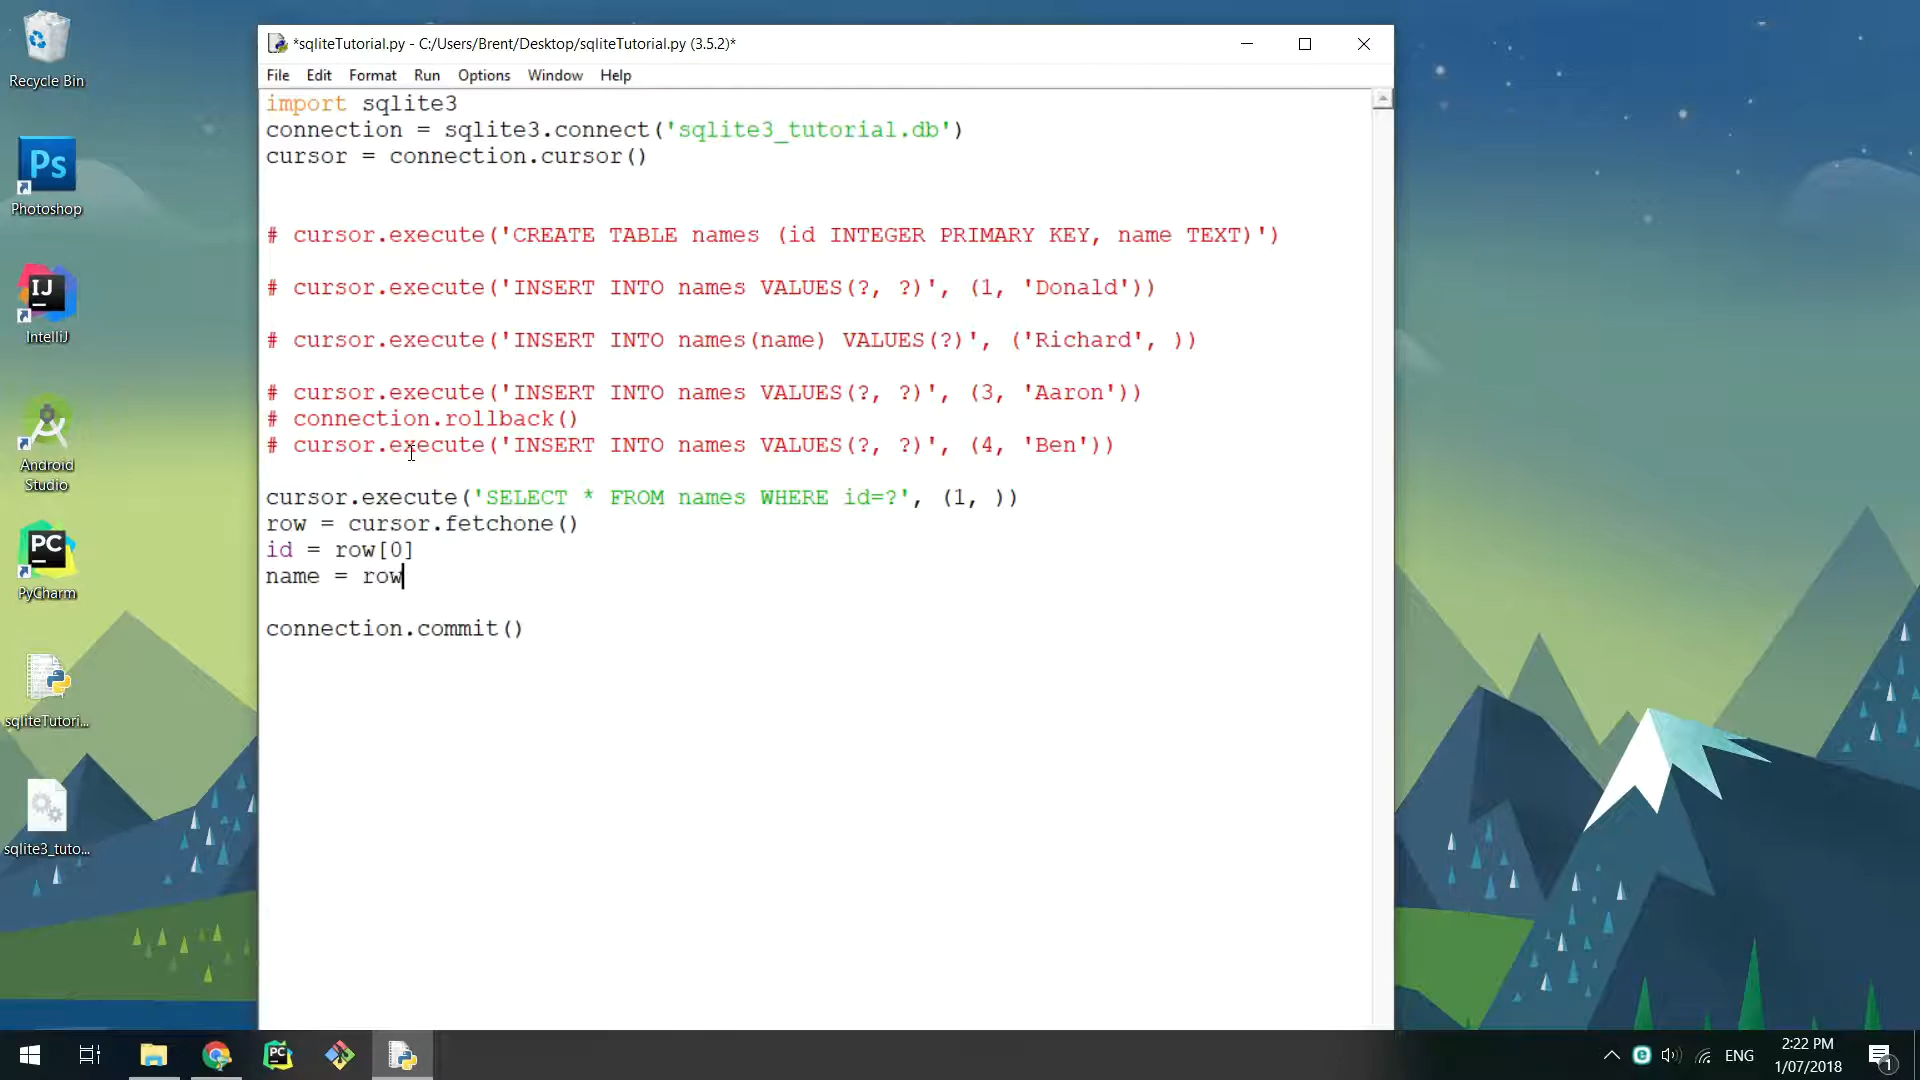 *sqliteTutorial.py - C:/Users/Brent/Desktop/sqliteTutorial.py (3.5.2)*
File Edit Format Run Options Window Help
import sqlite3
connection = sqlite3.connect('sqlite3_tutorial.db')
cursor = connection.cursor()
# cursor.execute('CREATE TABLE names (id INTEGER PRIMARY KEY, name TEXT)')
# cursor.execute('INSERT INTO names VALUES(?, ?)', (1, 'Donald'))
# cursor.execute('INSERT INTO names(name) VALUES(?)', ('Richard', ))
# cursor.execute('INSERT INTO names VALUES(?, ?)', (3, 'Aaron'))
# connection.rollback()
# cursor.execute('INSERT INTO names VALUES(?, ?)', (4, 'Ben'))
cursor.execute('SELECT * FROM names WHERE id=?', (1, ))
row = cursor.fetchone()
id = row[0]
name = row
connection.commit()
Recycle Bin
Ps
Photoshop
IJ
IntelliJ
Android
Studio
PC
PyCharm
sqliteTutori...
sqlite3_tuto...
PC
ENG
2:22 PM
1/07/2018
1